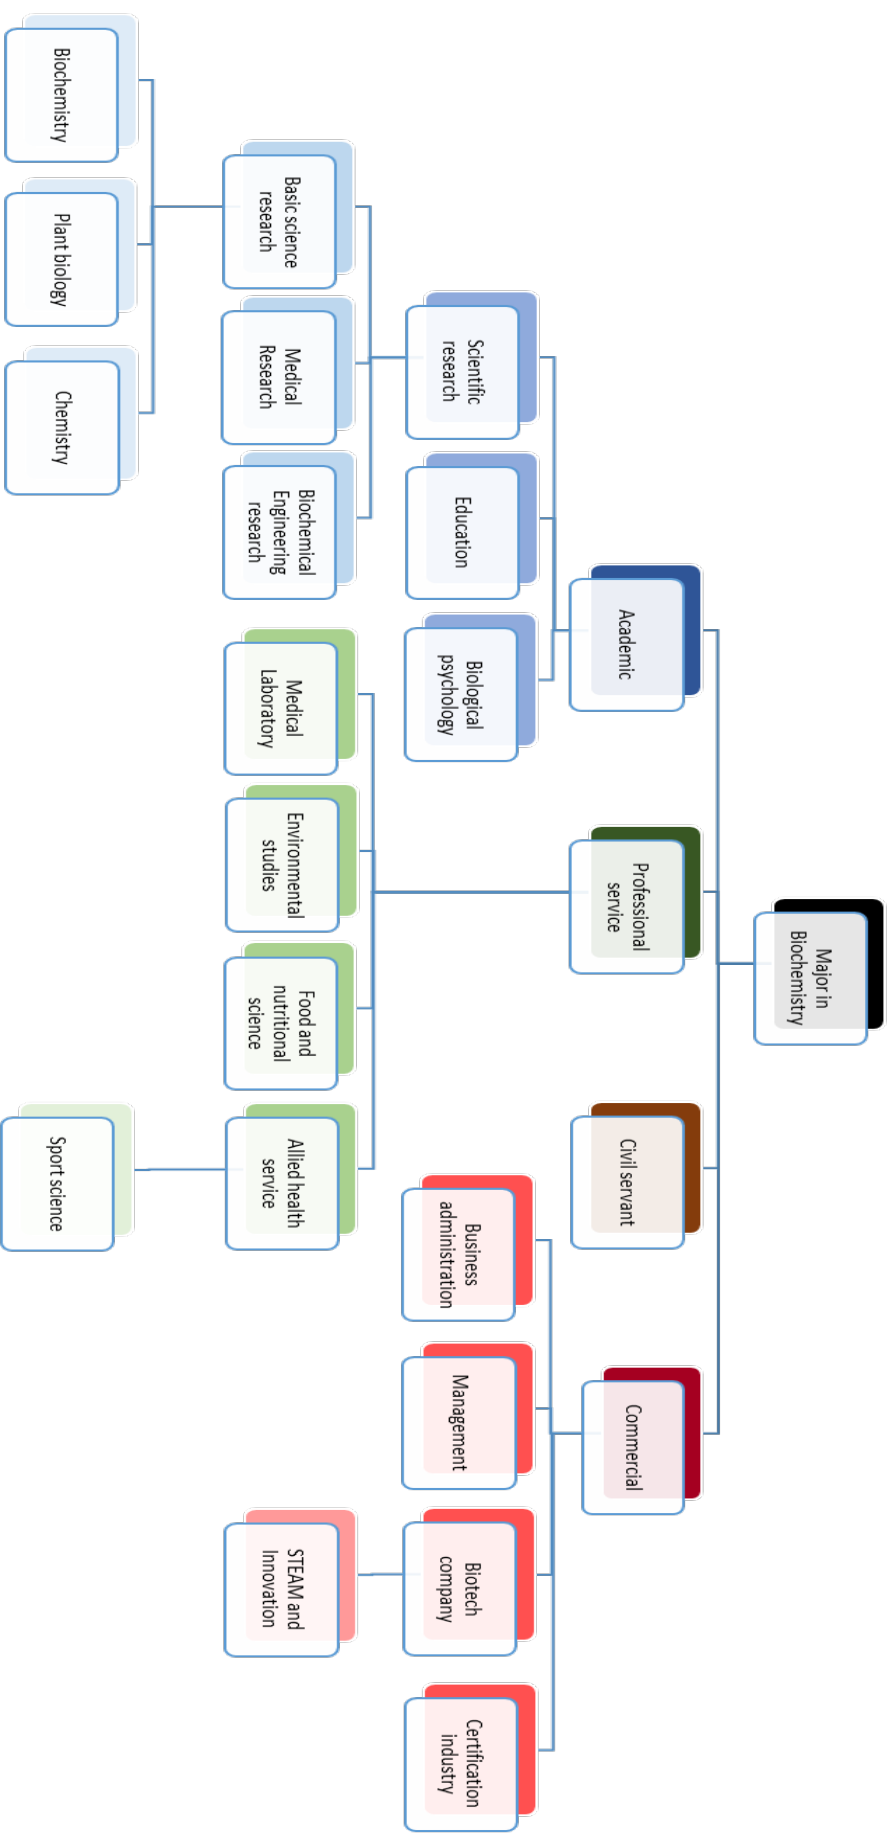 Major in
Biochemistry
Academic
Professional
service
Civil servant
Commercial
Scientific
research
Education
Biological
psychology
Business
administration
Management
Biotech
company
Certification
industry
Basic science
research
Medical
Research
Biochemical
Engineering
research
Medical
Laboratory
Environmental
studies
Food and
nutritional
science
Allied health
service
STEAM and
Innovation
Biochemistry
Plant biology
Chemistry
Sport science